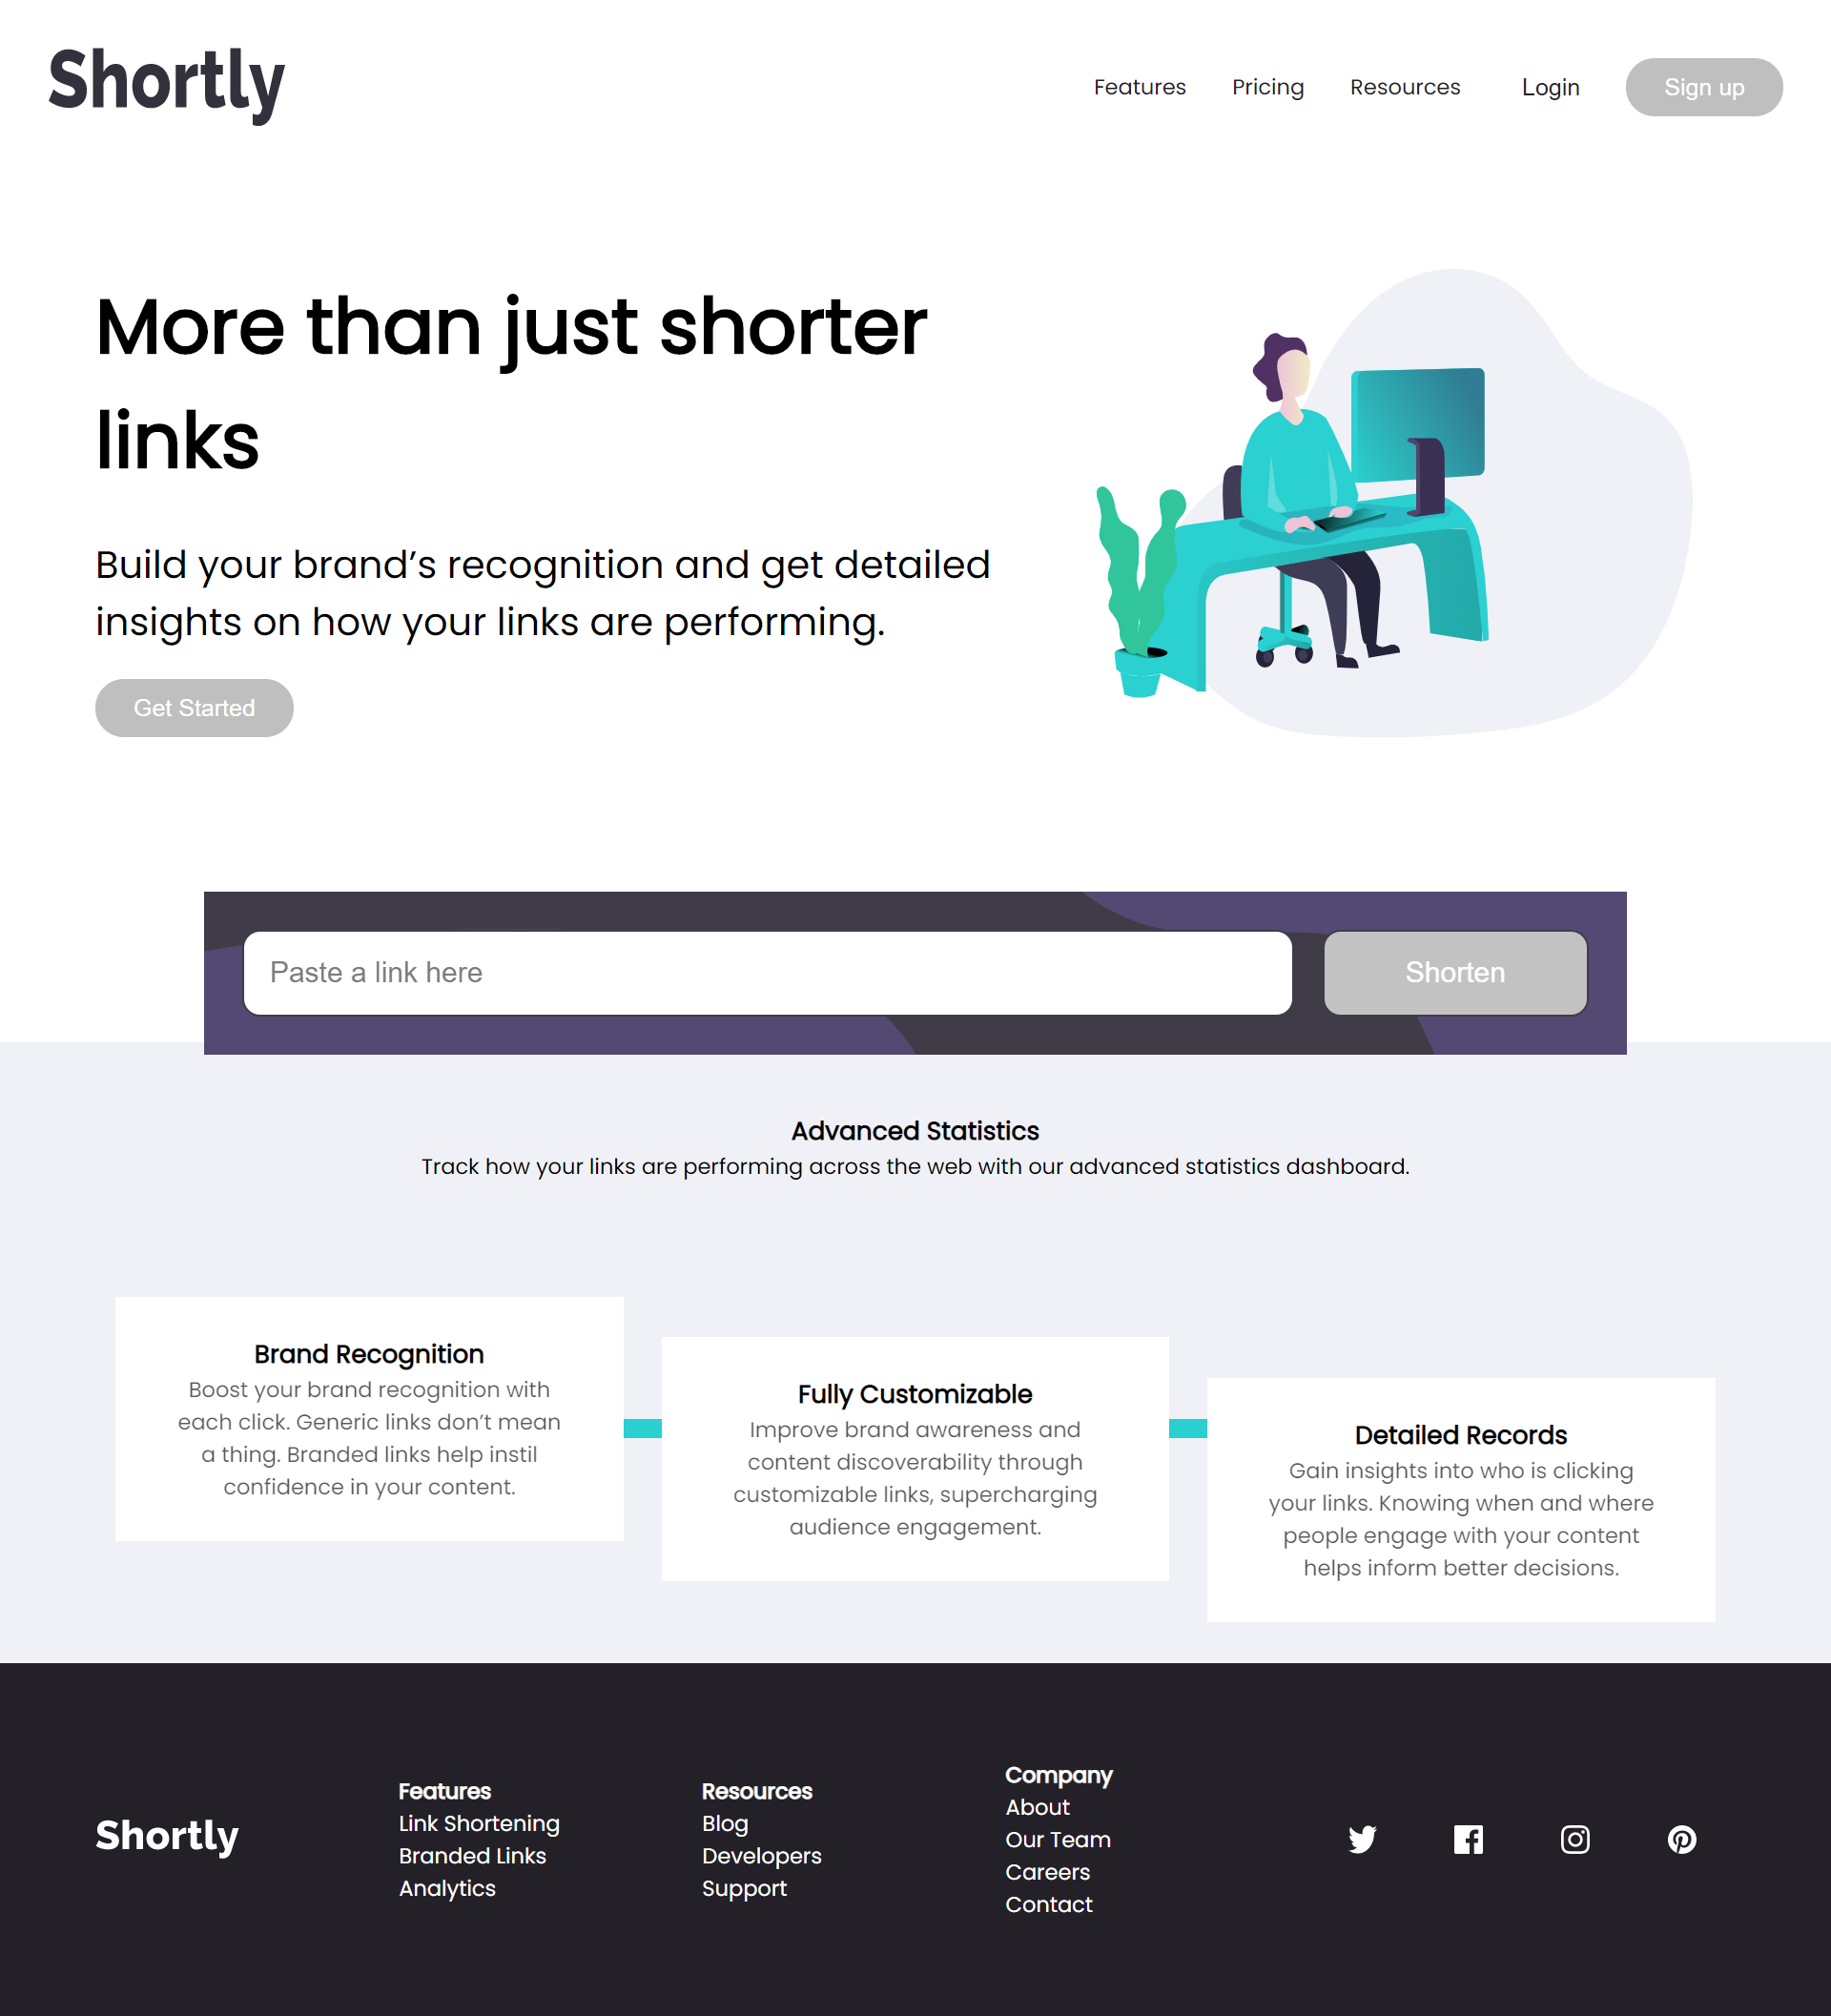 Shortly
Features
Pricing
Resources
Login
Sign up
More than just shorter
links
Build your brand’s recognition and get detailed
insights on how your links are performing.
Get Started
Paste a link here
Shorten
Advanced Statistics
Track how your links are performing across the web with our advanced statistics dashboard.
Brand Recognition
Boost your brand recognition with
each click. Generic links don’t mean
a thing. Branded links help instil
confidence in your content.
Fully Customizable
Improve brand awareness and
content discoverability through
customizable links, supercharging
audience engagement.
Detailed Records
Gain insights into who is clicking
your links. Knowing when and where
people engage with your content
helps inform better decisions.
Shortly
Features
Link Shortening
Branded Links
Analytics
Resources
Blog
Developers
Support
Company
About
Our Team
Careers
Contact